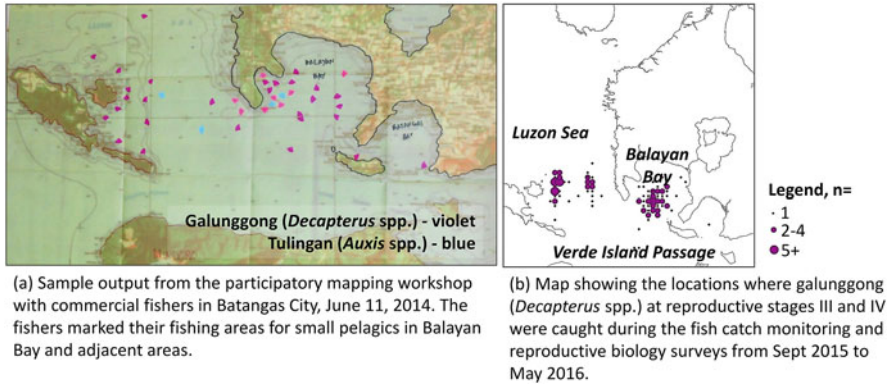 (a)
LUZON
S E A
BALAYAN
BAY
BATANGAS
BAY
Galunggong (Decapterus spp.) - violet
Tulingan (Auxis spp.) - blue
(a) Sample output from the participatory mapping workshop
with commercial fishers in Batangas City, June 11, 2014. The
fishers marked their fishing areas for small pelagics in Balayan
Bay and adjacent areas.
(b)
Luzon Sea
Balayan
Bay
Verde Island Passage
Legend, n=
1
2-4
5+
(b) Map showing the locations where galunggong
(Decapterus spp.) at reproductive stages III and IV
were caught during the fish catch monitoring and
reproductive biology surveys from Sept 2015 to
May 2016.